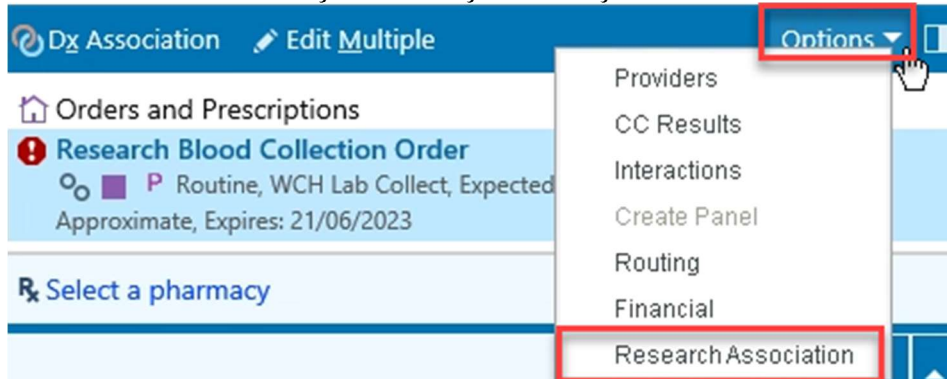 Dx Association Edit Multiple Options
Providers
Orders and Prescriptions
CC Results
Research Blood Collection Order
Interactions
P Routine, WCH Lab Collect, Expected
Create Panel
Approximate, Expires: 21/06/2023
Routing
Rx Select a pharmacy
Financial
Research Association